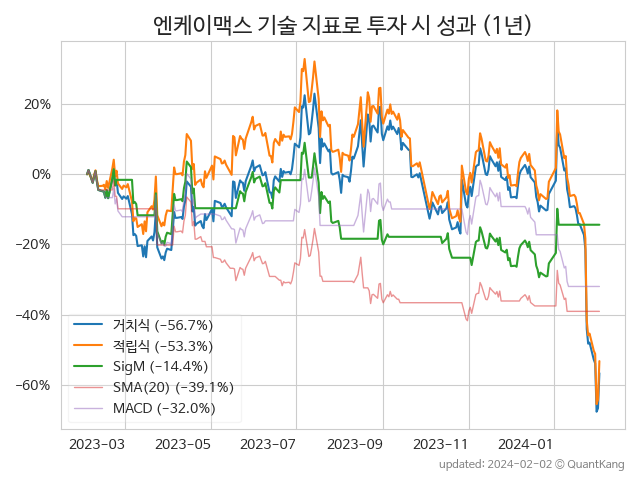 엔케이맥스 기술 지표로 투자 시 성과 (1년)
20%
0%
−20%
−40%
−60%
거치식 (−56.7%)
적립식 (−53.3%)
SigM (−14.4%)
SMA(20) (−39.1%)
MACD (−32.0%)
2023−03 2023−05 2023−07 2023−09 2023−11 2024−01
updated: 2024−02−02 © QuantKang